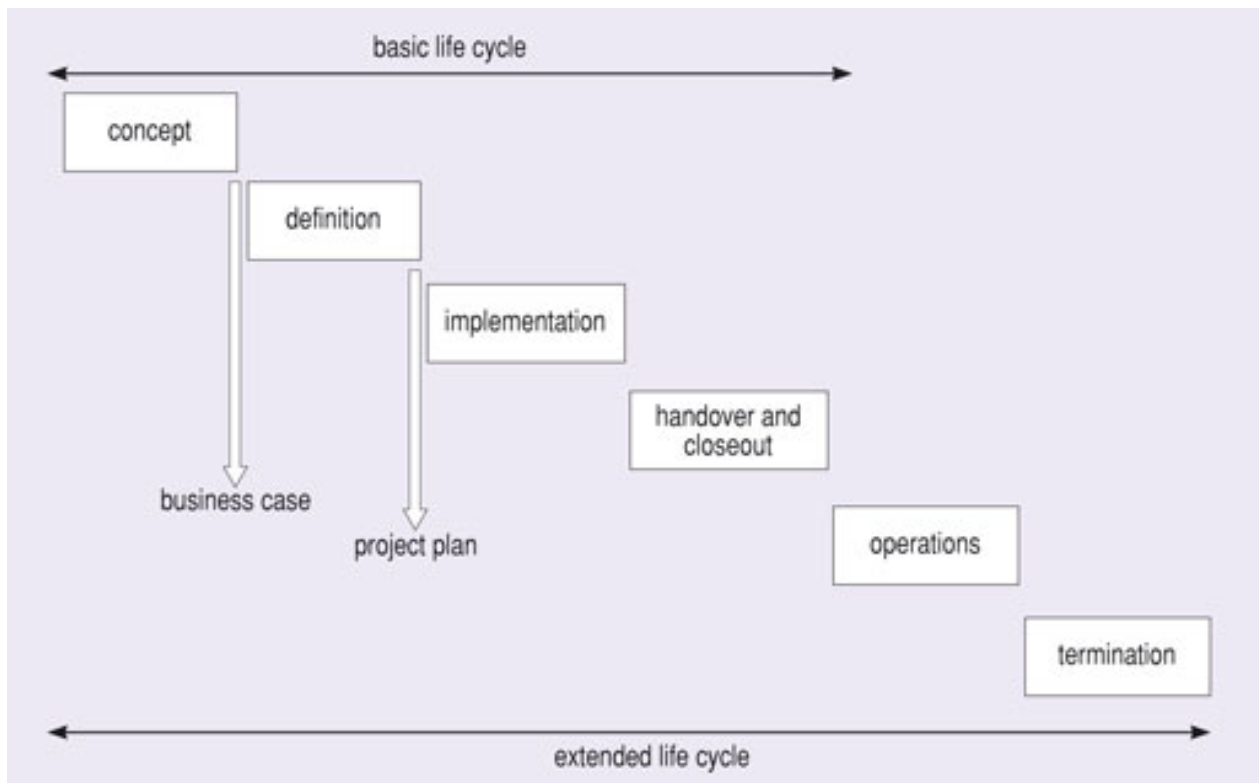 basic life cycle
concept
definition
implementation
handover and
closeout
business case
project plan
operations
termination
extended life cycle